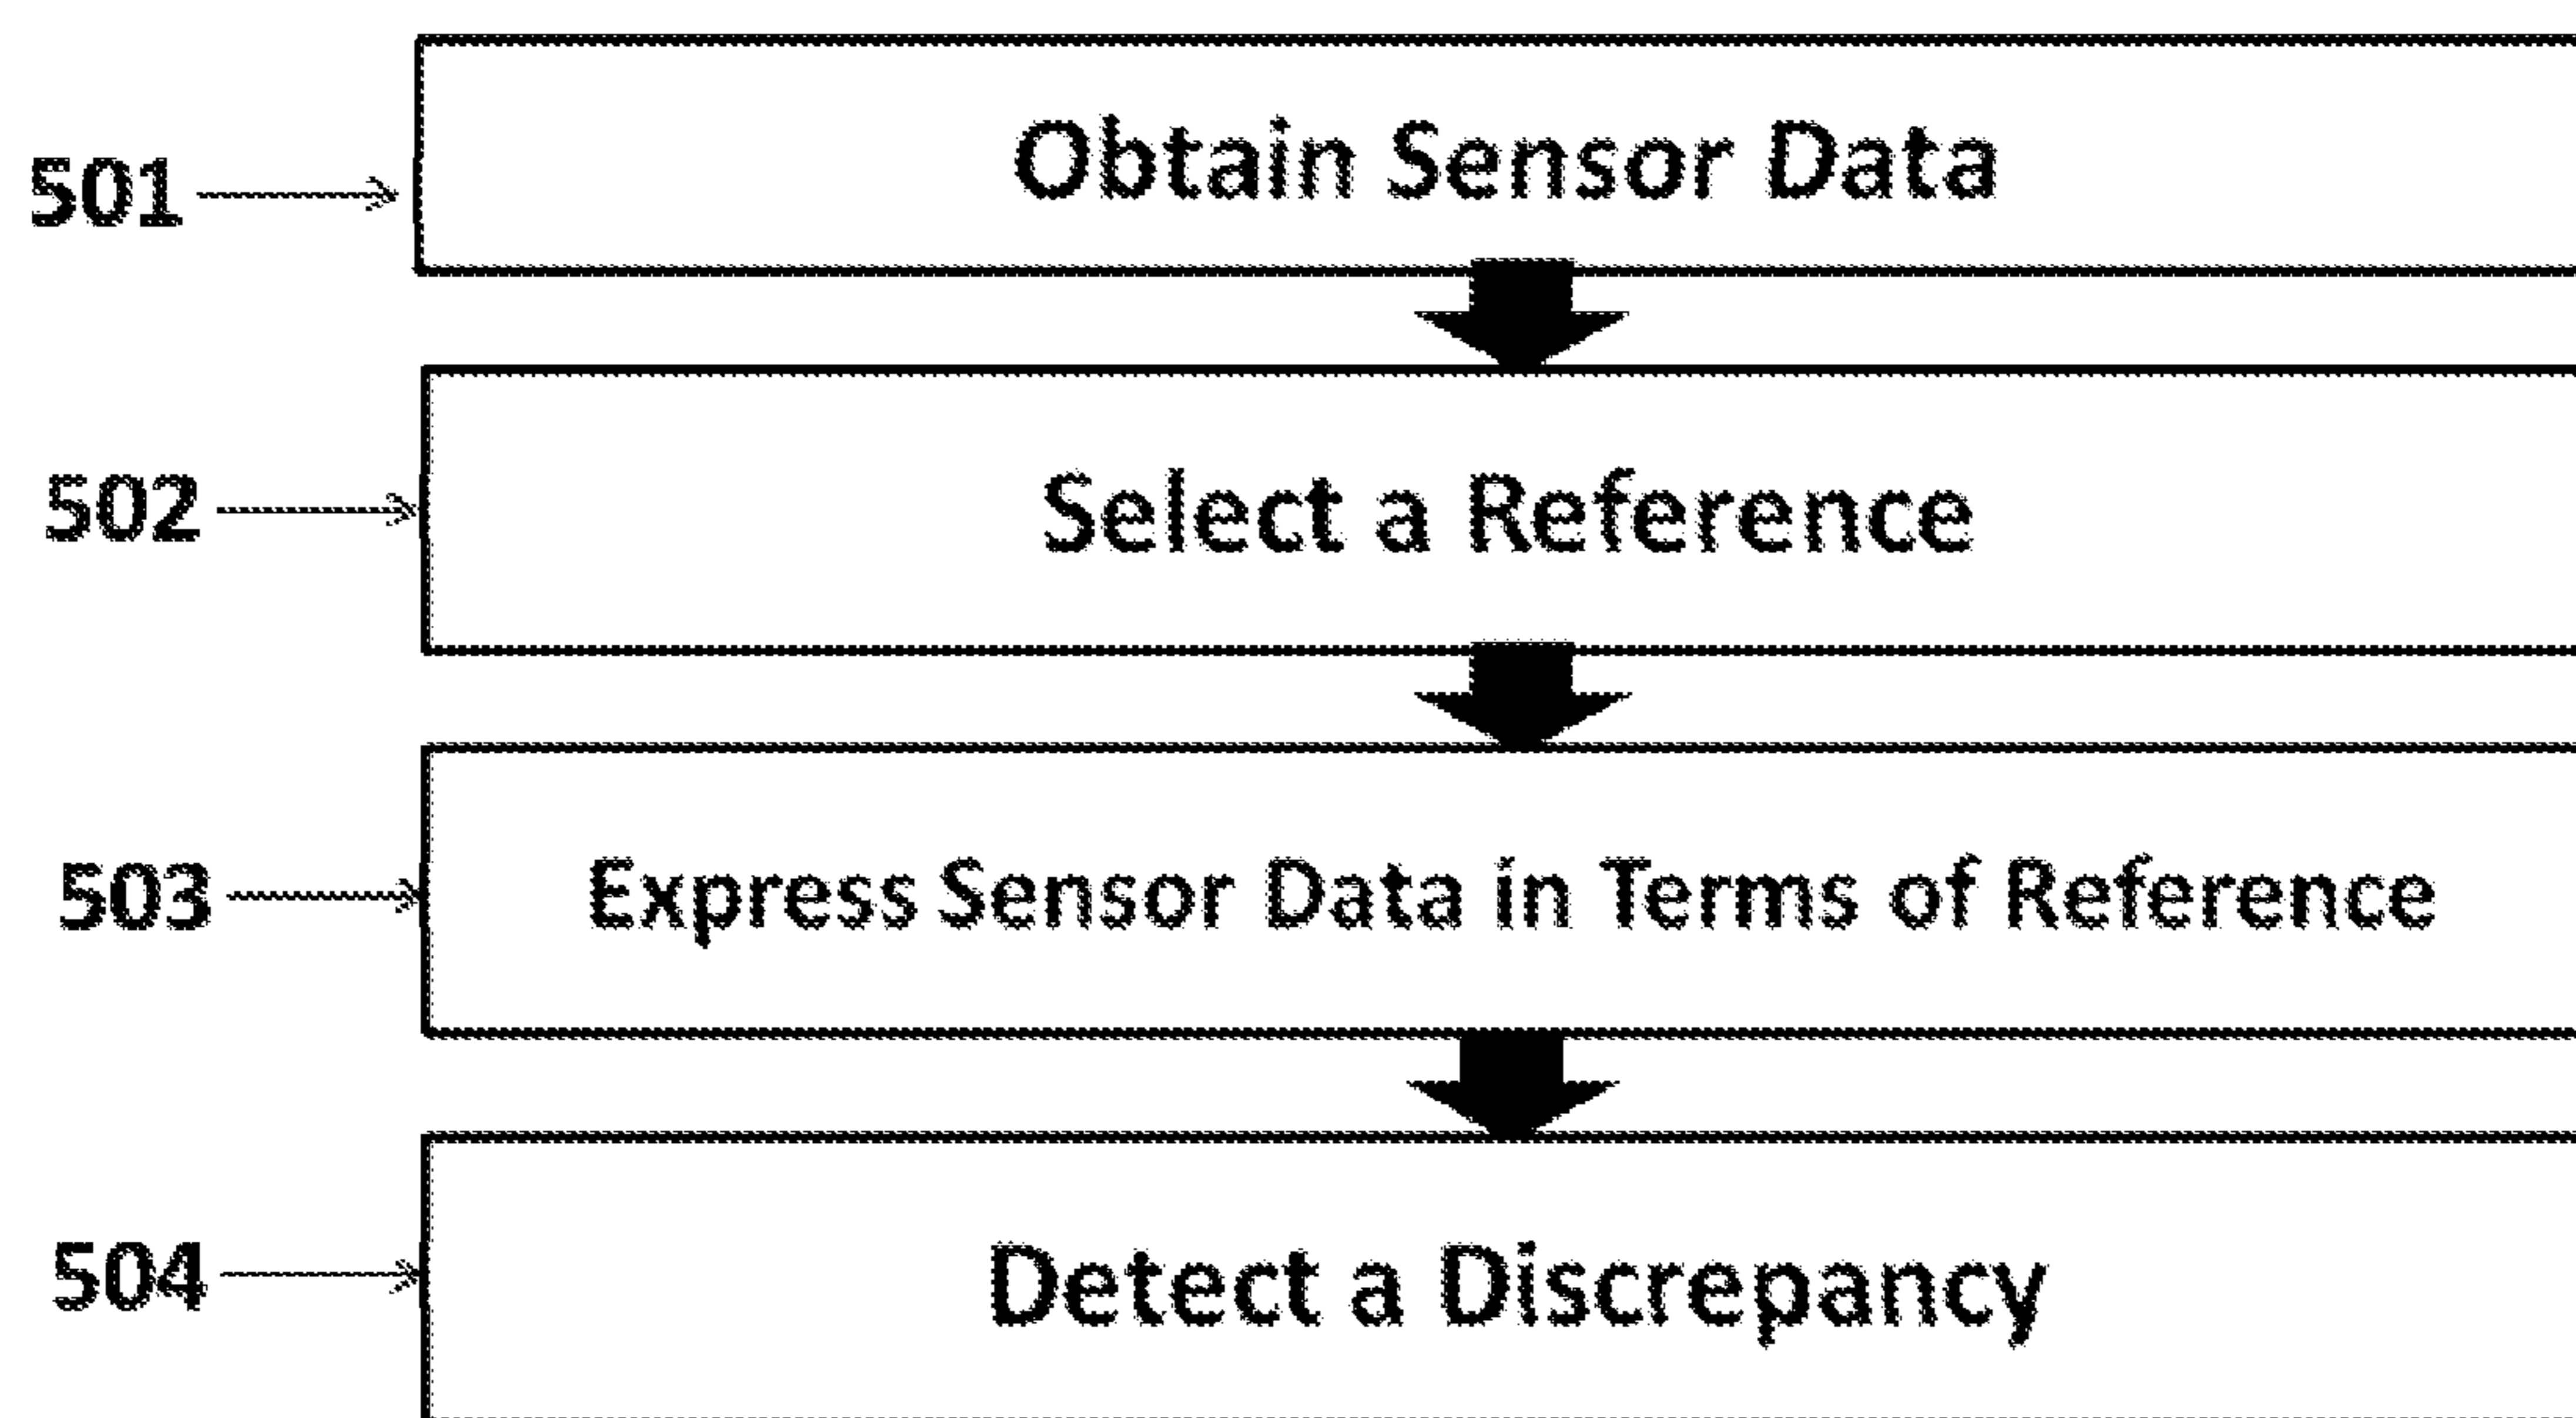 501
Obtain Sensor Data
502
Select a Reference
503
Express Sensor Data in Terms of Reference
504
Detect a Discrepancy